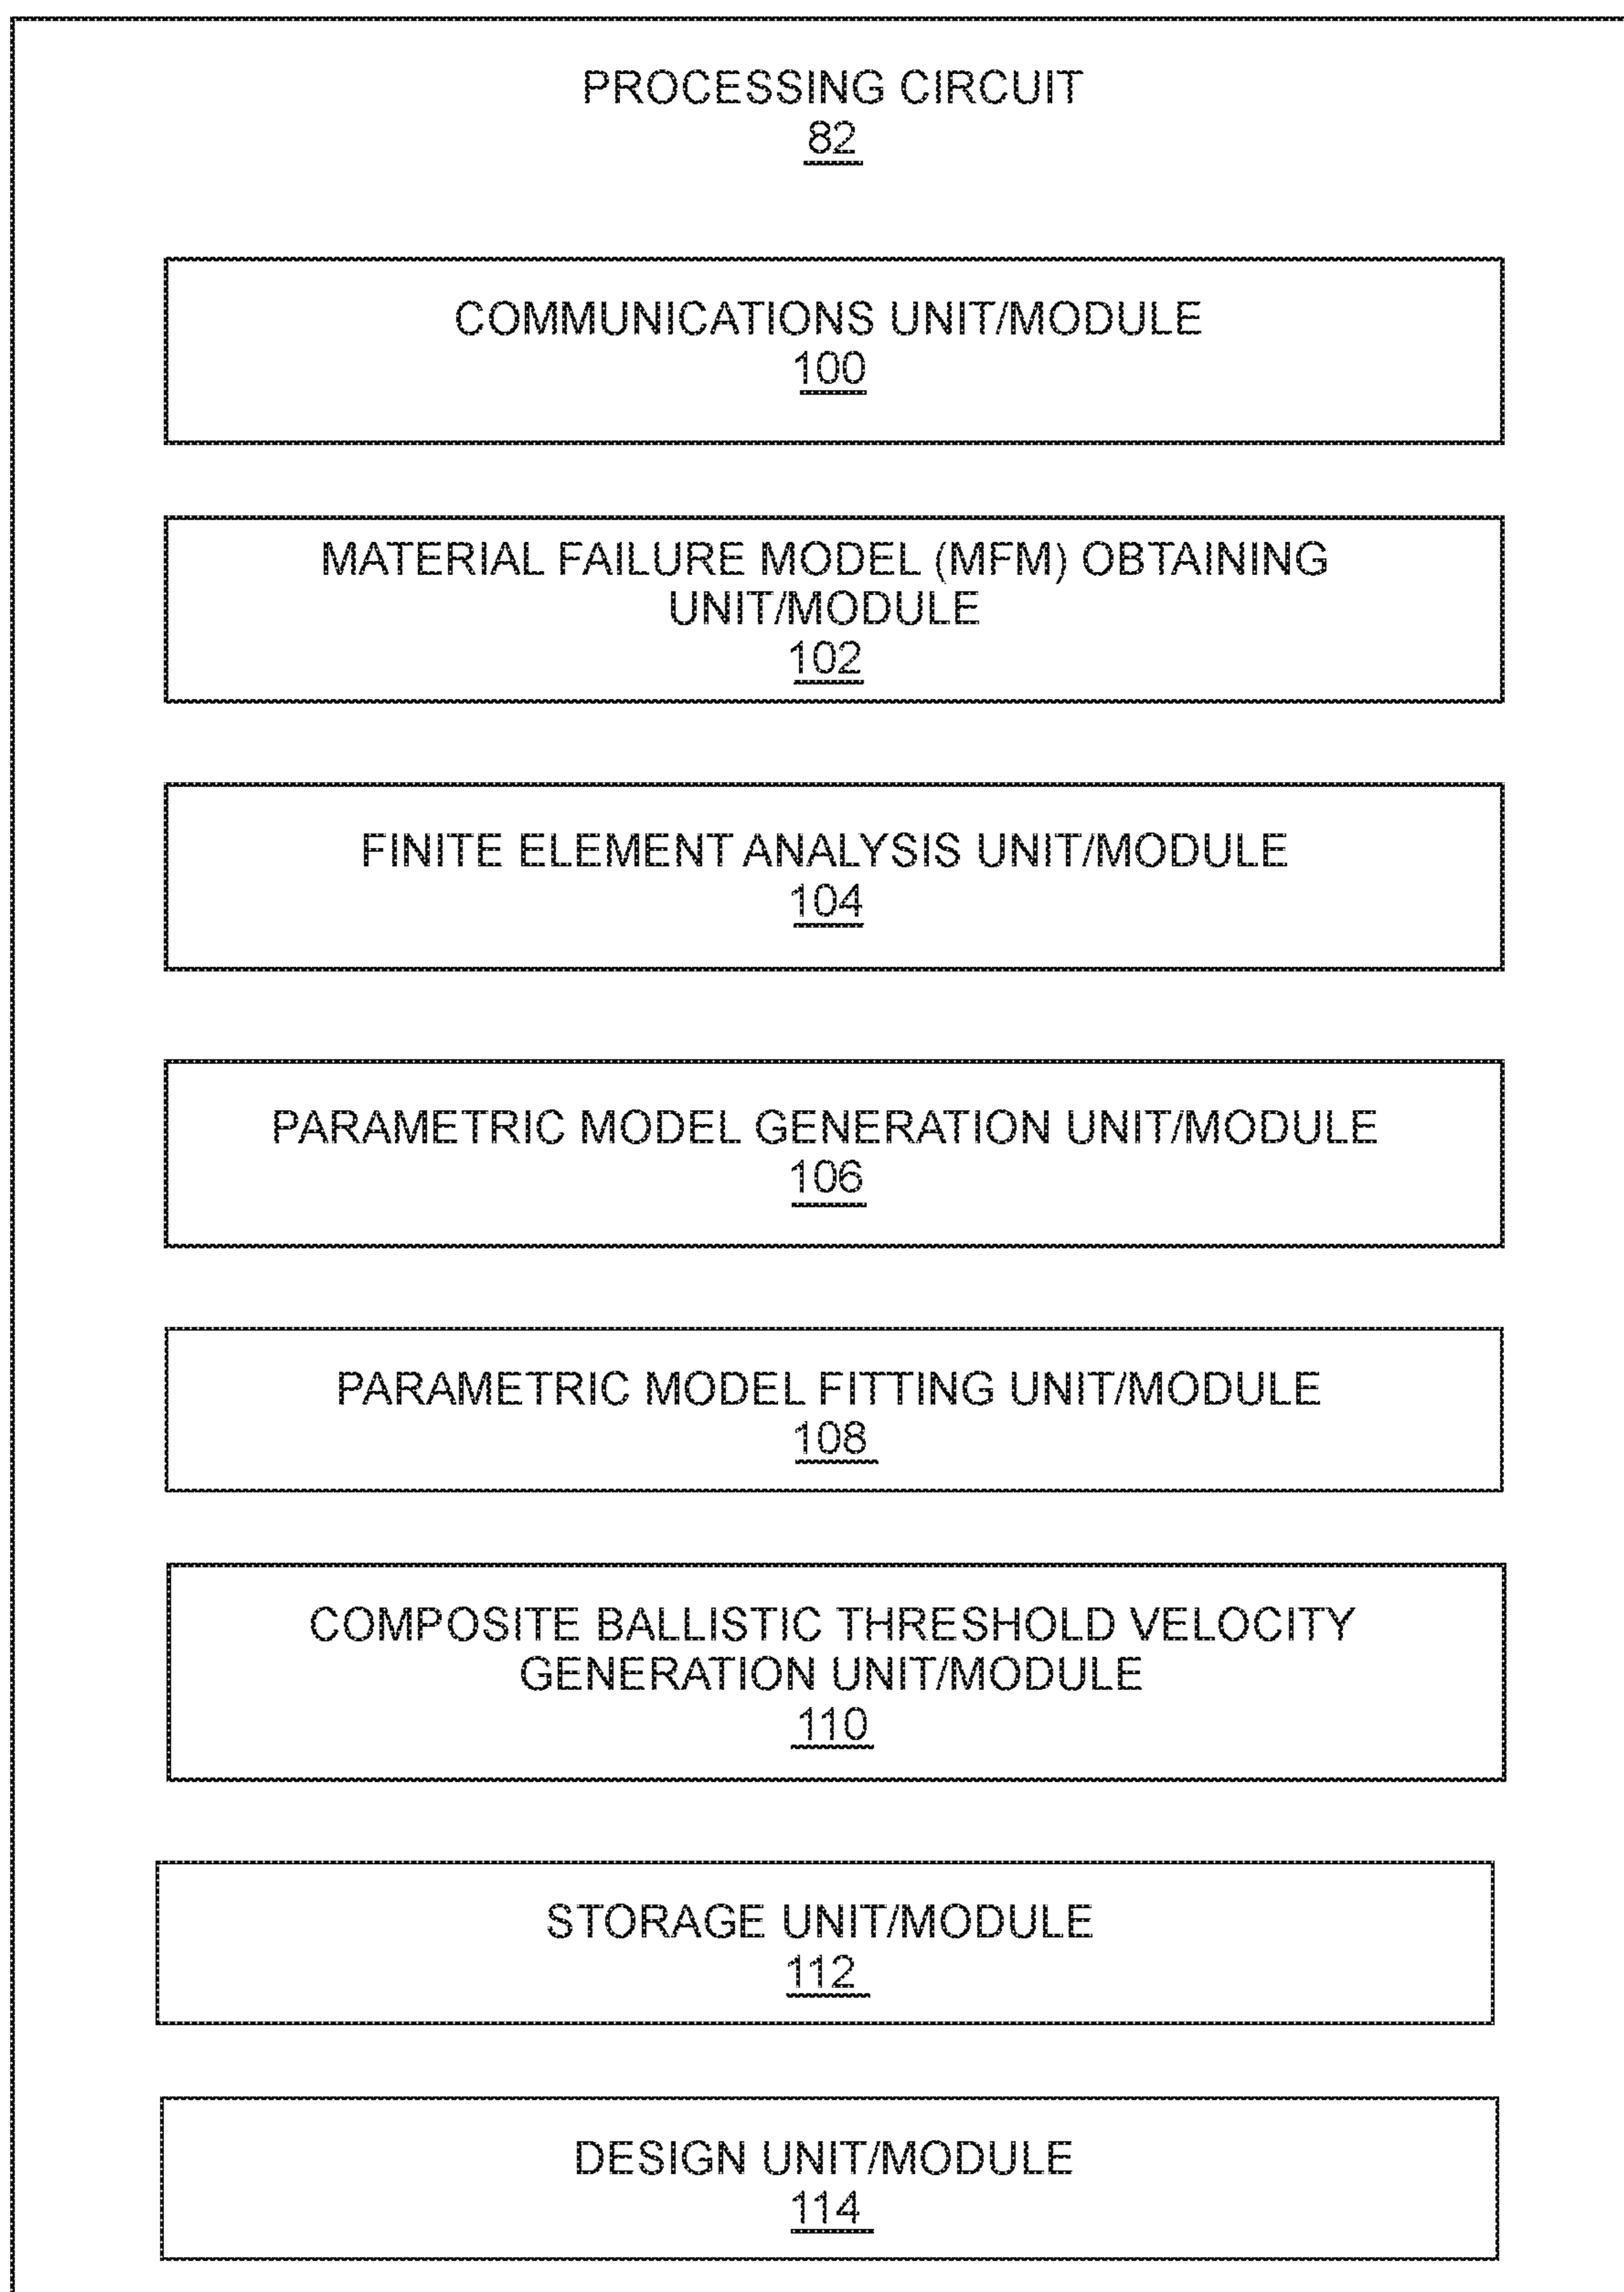 PROCESSING CIRCUIT
82
COMMUNICATIONS UNIT/MODULE
100
MATERIAL FAILURE MODEL (MFM) OBTAINING
UNIT/MODULE
102
FINITE ELEMENT ANALYSIS UNIT/MODULE
104
PARAMETRIC MODEL GENERATION UNIT/MODULE
106
PARAMETRIC MODEL FITTING UNIT/MODULE
108
COMPOSITE BALLISTIC THRESHOLD VELOCITY
GENERATION UNIT/MODULE
110
STORAGE UNIT/MODULE
112
DESIGN UNIT/MODULE
114